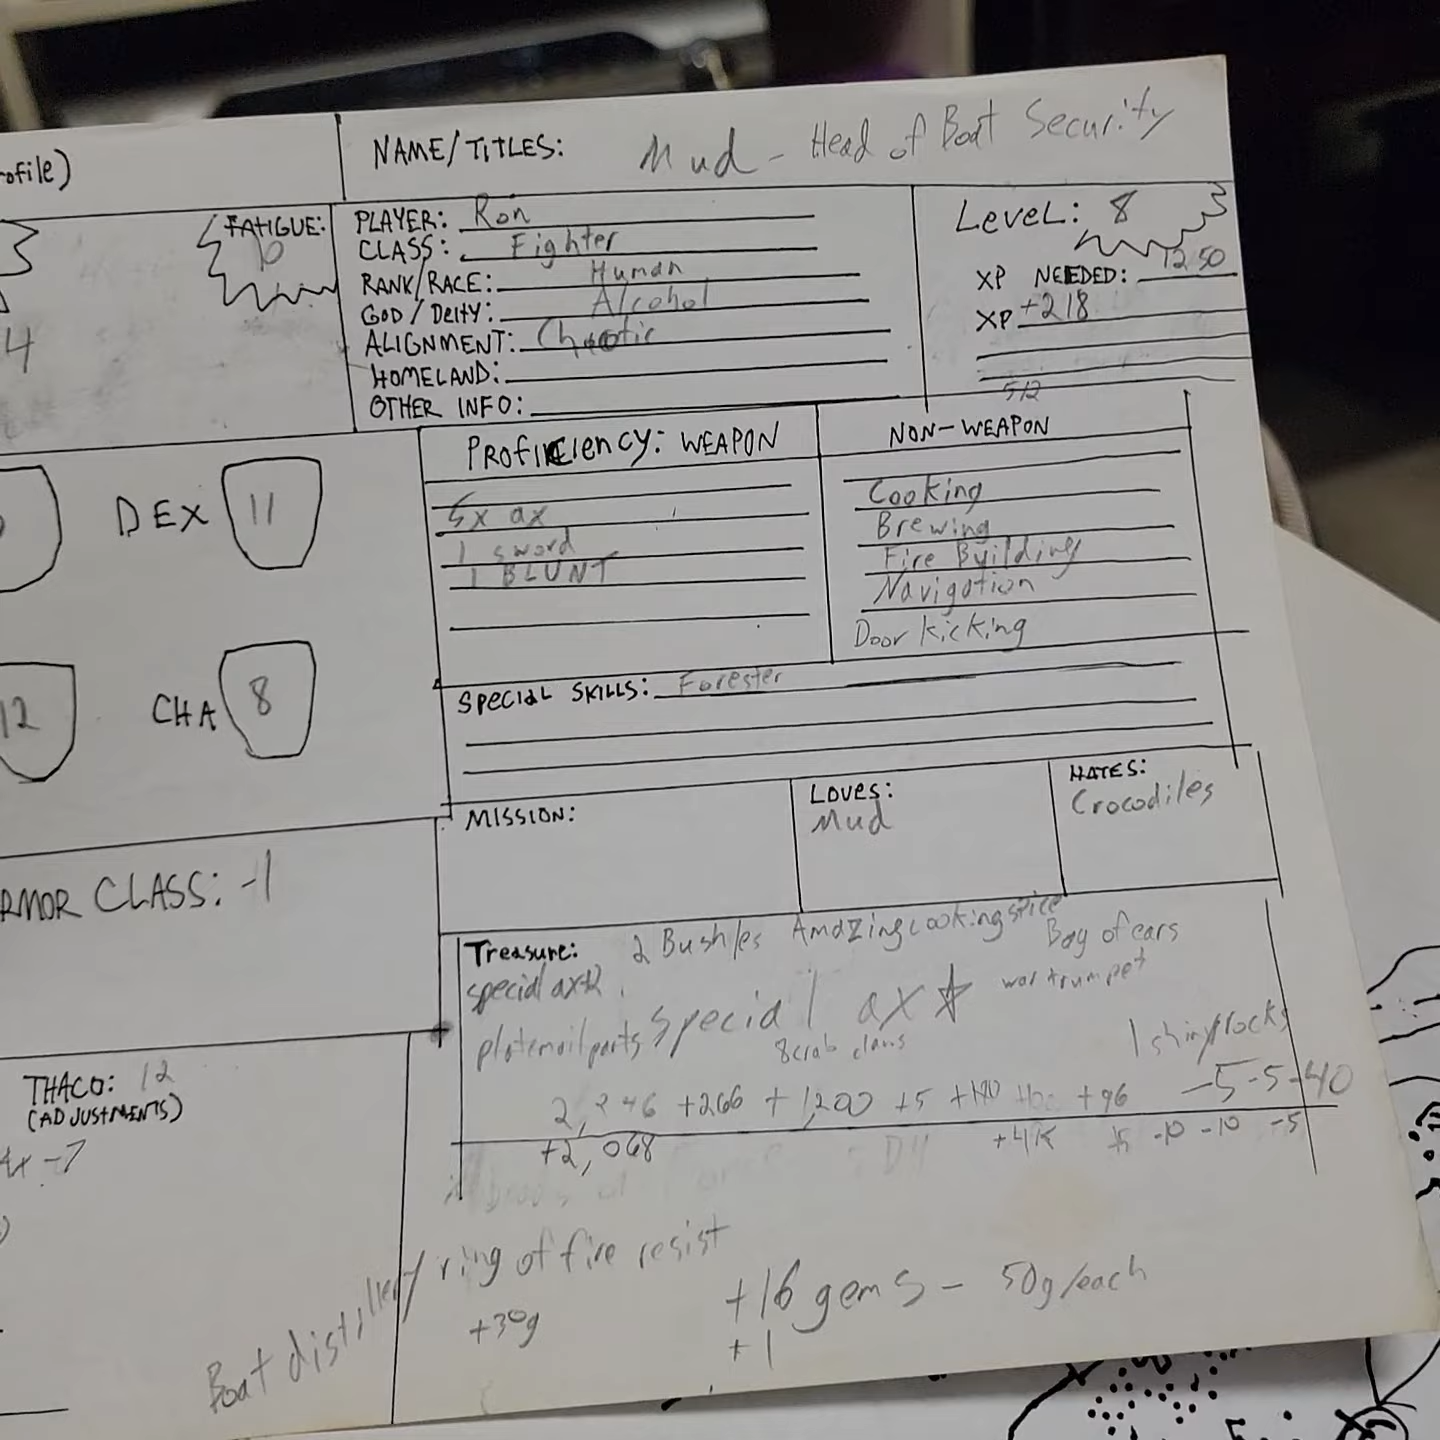 ofile)
NAME/TITLES: Mud - Head of Boat Security
FATIGUE: 10
PLAYER: Ron
CLASS: Fighter
RANK/RACE: Human
GOD/DEITY: Alcohol
ALIGNMENT: Chaotic
HOMELAND:
OTHER INFO:
LEVEL: 8
XP NEEDED: 1250
XP +218
512
4
DEX 11
12
CHA 8
PROFICIENCY: WEAPON
5x ax
1 sword
1 BLUNT
NON-WEAPON
Cooking
Brewing
Fire Building
Navigation
Door kicking
SPECIAL SKILLS: Forester
MISSION:
LOVES:
Mud
HATES:
Crocodiles
RMOR CLASS: -1
Treasure: 2 Bushles Amazing cooking spice
Bag of ears
special ax+2
special ax
war trumpet
platemail parts
8 crab claws
1 shiny rocks
+266 +1,200 +5 +96 -5 -5 -40
+2,068 +45 -10 -10 -5
THACO: 12
(ADJUSTMENTS)
Ax -7
Boat distillery
ring of fire resist
+30g
+16 gems - 50g/each
+1